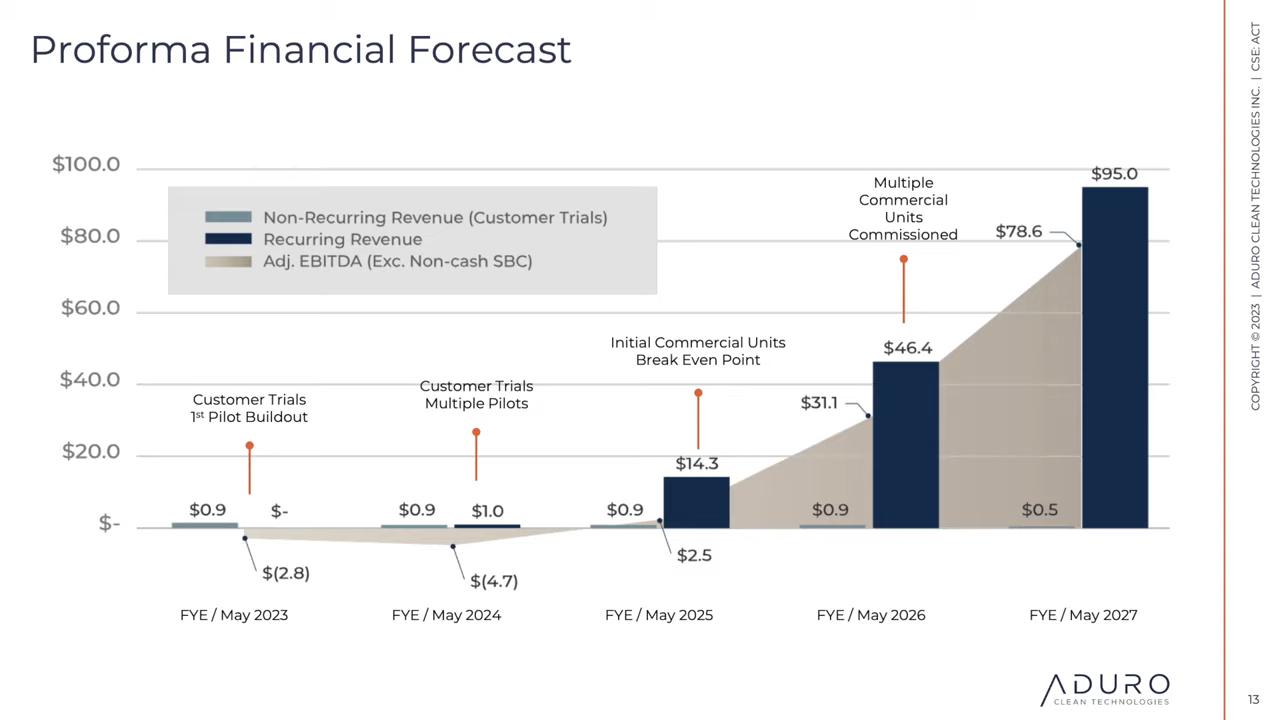 Proforma Financial Forecast
COPYRIGHT © 2023 | ADURO CLEAN TECHNOLOGIES INC. | CSE: ACT
$100.0
$80.0
$60.0
$40.0
$20.0
$-
Non-Recurring Revenue (Customer Trials)
Recurring Revenue
Adj. EBITDA (Exc. Non-cash SBC)
Customer Trials
1st Pilot Buildout
$0.9
$-
$(2.8)
Customer Trials
Multiple Pilots
$0.9
$1.0
$(4.7)
Initial Commercial Units
Break Even Point
$0.9
$14.3
$2.5
Multiple
Commercial
Units
Commissioned
$31.1
$46.4
$0.9
$78.6
$95.0
$0.5
FYE / May 2023
FYE / May 2024
FYE / May 2025
FYE / May 2026
FYE / May 2027
ADURO
CLEAN TECHNOLOGIES
13